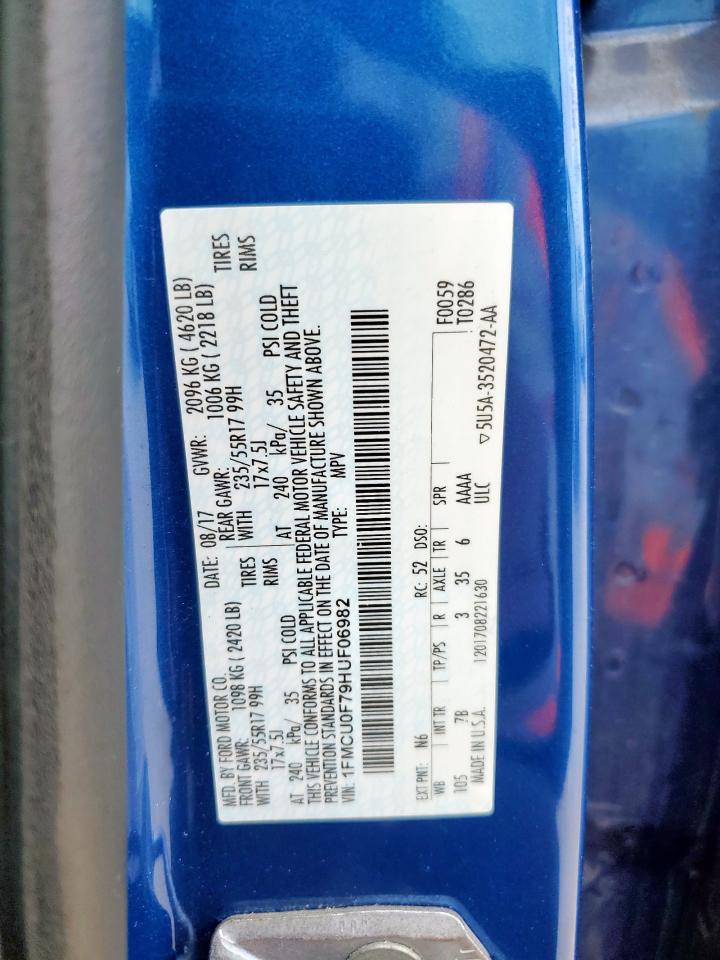 MFD. BY FORD MOTOR CO.
DATE: 08/17 GVWR: 2096 KG ( 4620 LB)
FRONT GAWR: 1098 KG ( 2420 LB) REAR GAWR: 1006 KG ( 2218 LB)
WITH 235/55R17 99H TIRES WITH 235/55R17 99H TIRES
17x7.5J RIMS 17x7.5J RIMS
AT 240 kPa/ 35 PSI COLD AT 240 kPa/ 35 PSI COLD
THIS VEHICLE CONFORMS TO ALL APPLICABLE FEDERAL MOTOR VEHICLE SAFETY AND THEFT
PREVENTION STANDARDS IN EFFECT ON THE DATE OF MANUFACTURE SHOWN ABOVE.
VIN: 1FMCU0F79HUF06982 TYPE: MPV
EXT PNT: N6 RC: 52 DSO: F0059
WB INT TR TP/PS R AXLE TR SPR T0286
105 7B 3 35 6 AAAA
MADE IN U.S.A. 1201708221630 ULC ▽5U5A-3520472-AA